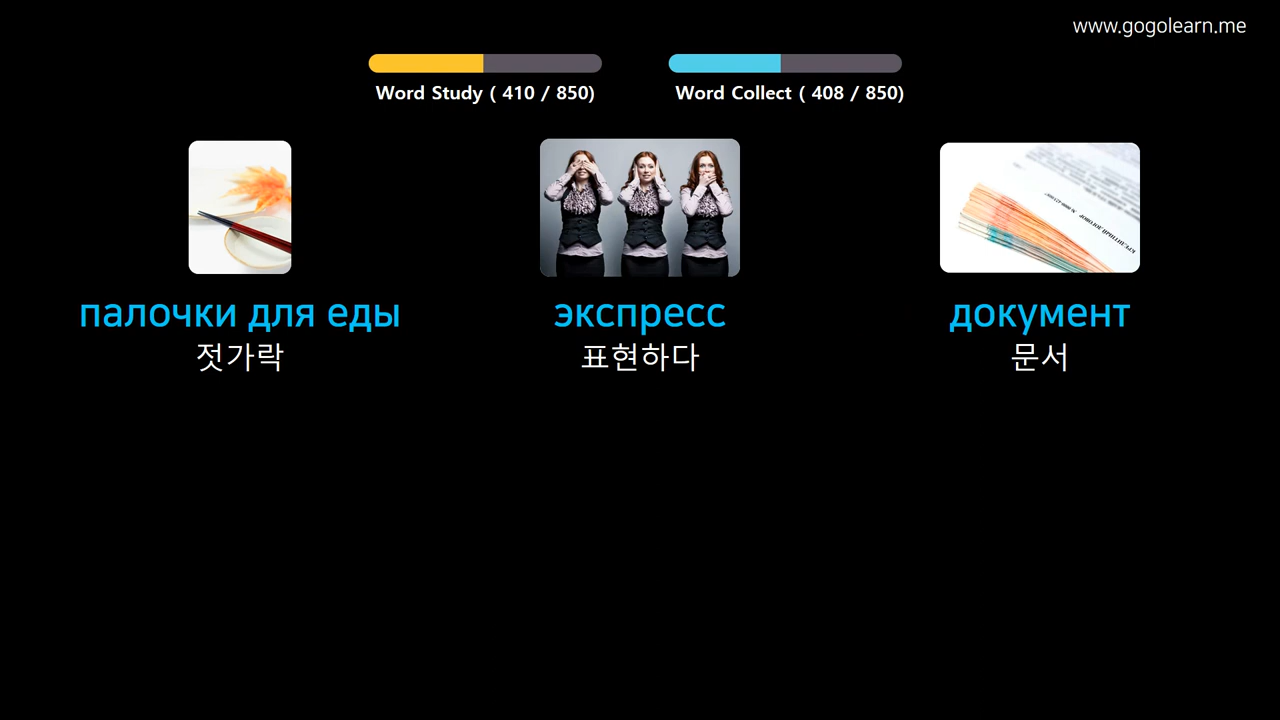 www.gogolearn.me
Word Study ( 410 / 850)
Word Collect ( 408 / 850)
палочки для еды
젓가락
экспресс
표현하다
документ
문서